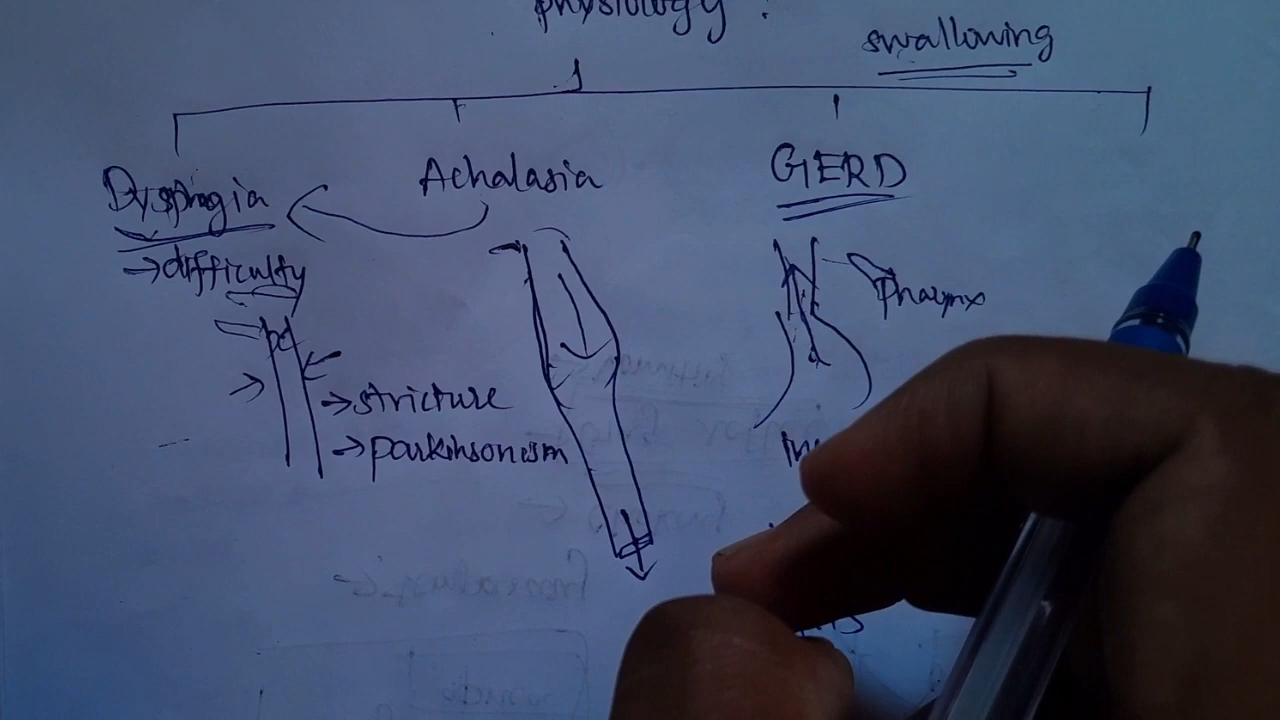 physiology :
swallowing
Dysphagia
Achalasia
GERD
→difficulty
Pharynx
→stricture
→parkinsonism